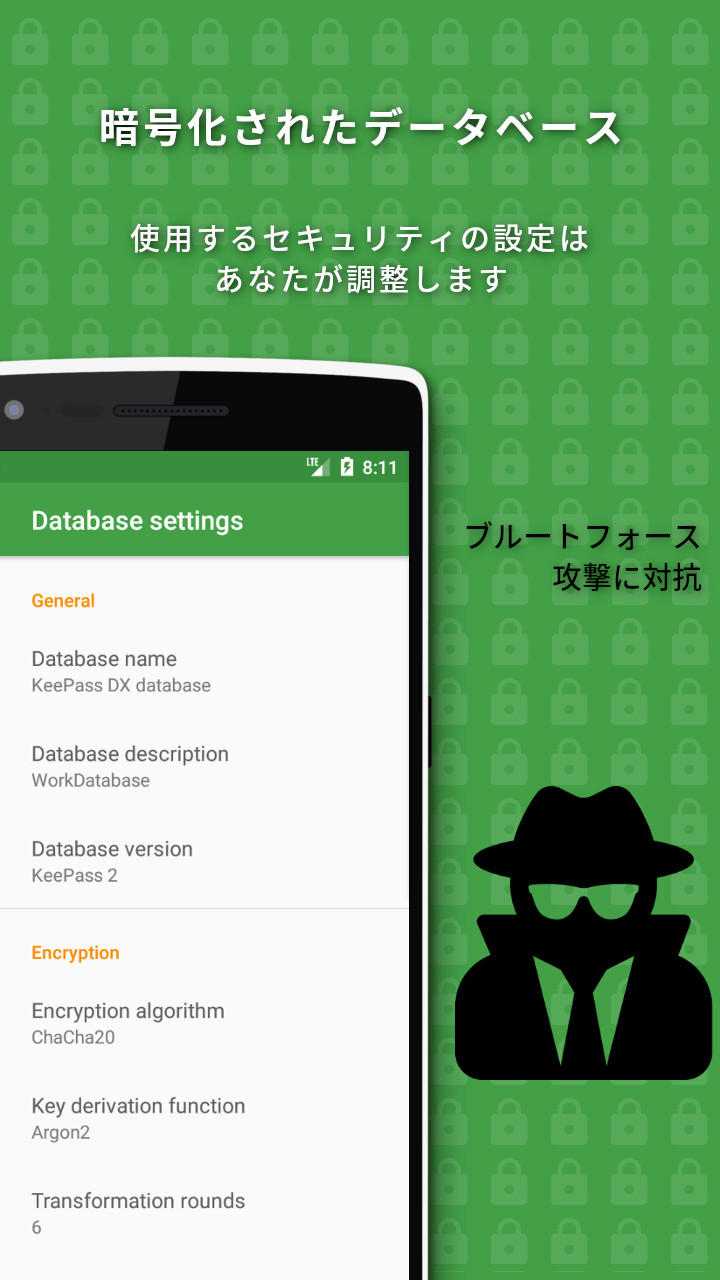 暗号化されたデータベース
使用するセキュリティの設定は
あなたが調整します
LTE 8:11
Database settings
ブルートフォース
攻撃に対抗
General
Database name
KeePass DX database
Database description
WorkDatabase
Database version
KeePass 2
Encryption
Encryption algorithm
ChaCha20
Key derivation function
Argon2
Transformation rounds
6